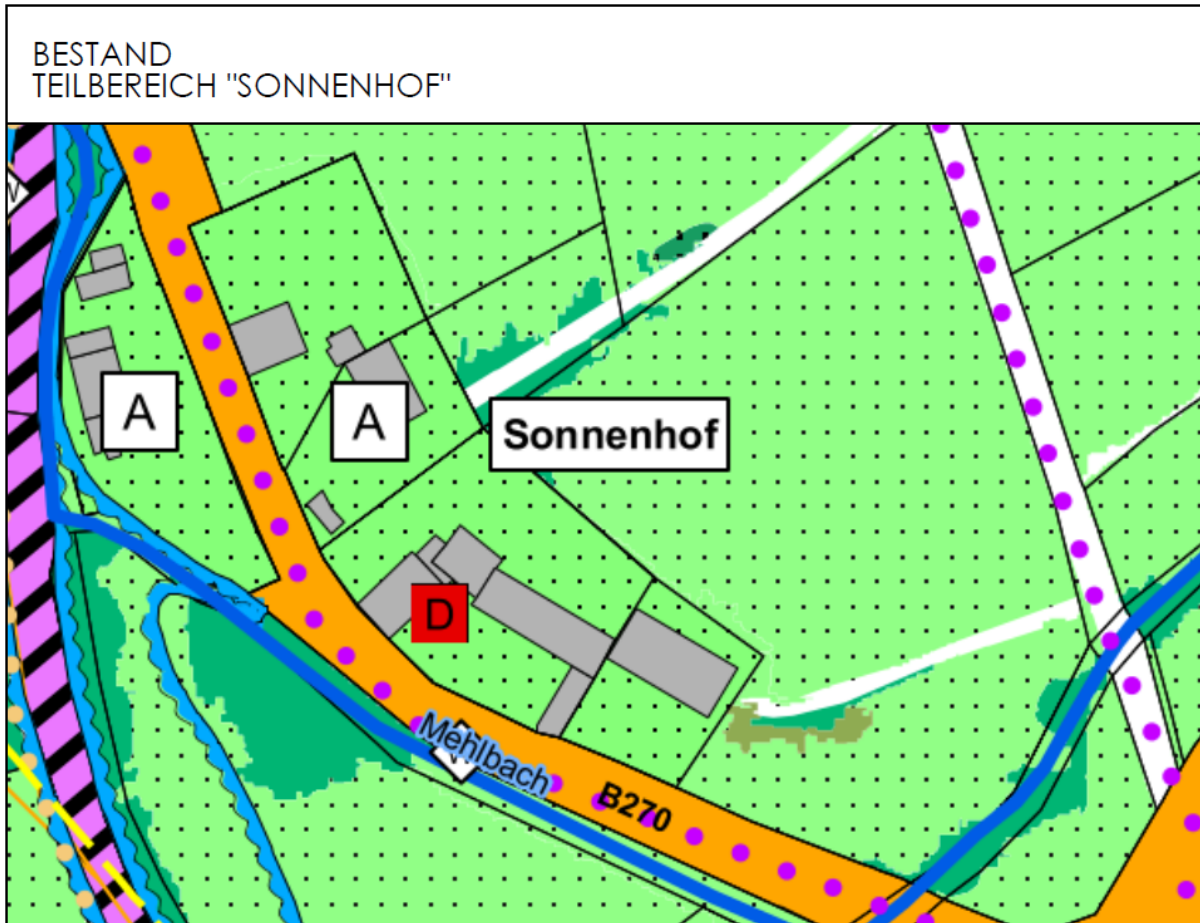 BESTAND
TEILBEREICH "SONNENHOF"
A
A
Sonnenhof
D
Mehlbach
B270